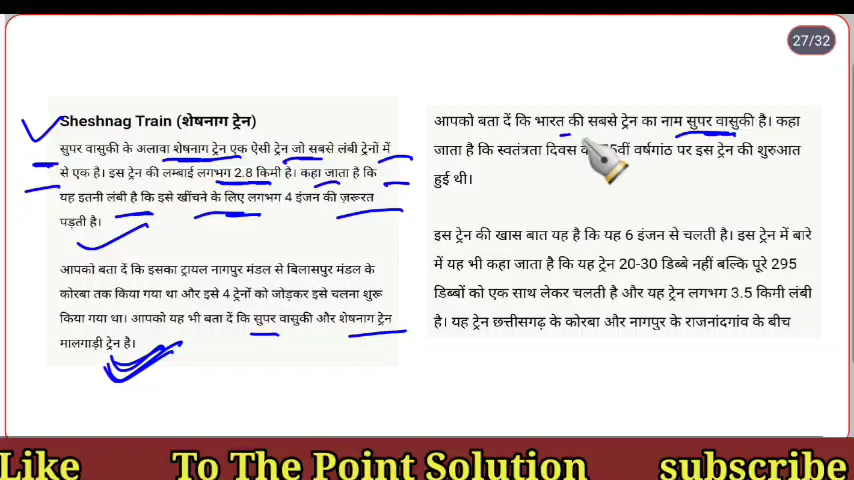 27/32
Sheshnag Train (शेषनाग ट्रेन)
सुपर वासुकी के अलावा शेषनाग ट्रेन एक ऐसी ट्रेन जो सबसे लंबी ट्रेनों में
से एक है। इस ट्रेन की लम्बाई लगभग 2.8 किमी है। कहा जाता है कि
यह इतनी लंबी है कि इसे खींचने के लिए लगभग 4 इंजन की ज़रूरत
पड़ती है।
आपको बता दें कि इसका ट्रायल नागपुर मंडल से बिलासपुर मंडल के
कोरबा तक किया गया था और इसे 4 ट्रेनों को जोड़कर इसे चलना शुरू
किया गया था। आपको यह भी बता दें कि सुपर वासुकी और शेषनाग ट्रेन
मालगाड़ी ट्रेन है।
आपको बता दें कि भारत की सबसे ट्रेन का नाम सुपर वासुकी है। कहा
जाता है कि स्वतंत्रता दिवस वर्षगांठ पर इस ट्रेन की शुरुआत
हुई थी।
इस ट्रेन की खास बात यह है कि यह 6 इंजन से चलती है। इस ट्रेन में बारे
में यह भी कहा जाता है कि यह ट्रेन 20-30 डिब्बे नहीं बल्कि पूरे 295
डिब्बों को एक साथ लेकर चलती है और यह ट्रेन लगभग 3.5 किमी लंबी
है। यह ट्रेन छत्तीसगढ़ के कोरबा और नागपुर के राजनांदगांव के बीच
Like To The Point Solution subscribe